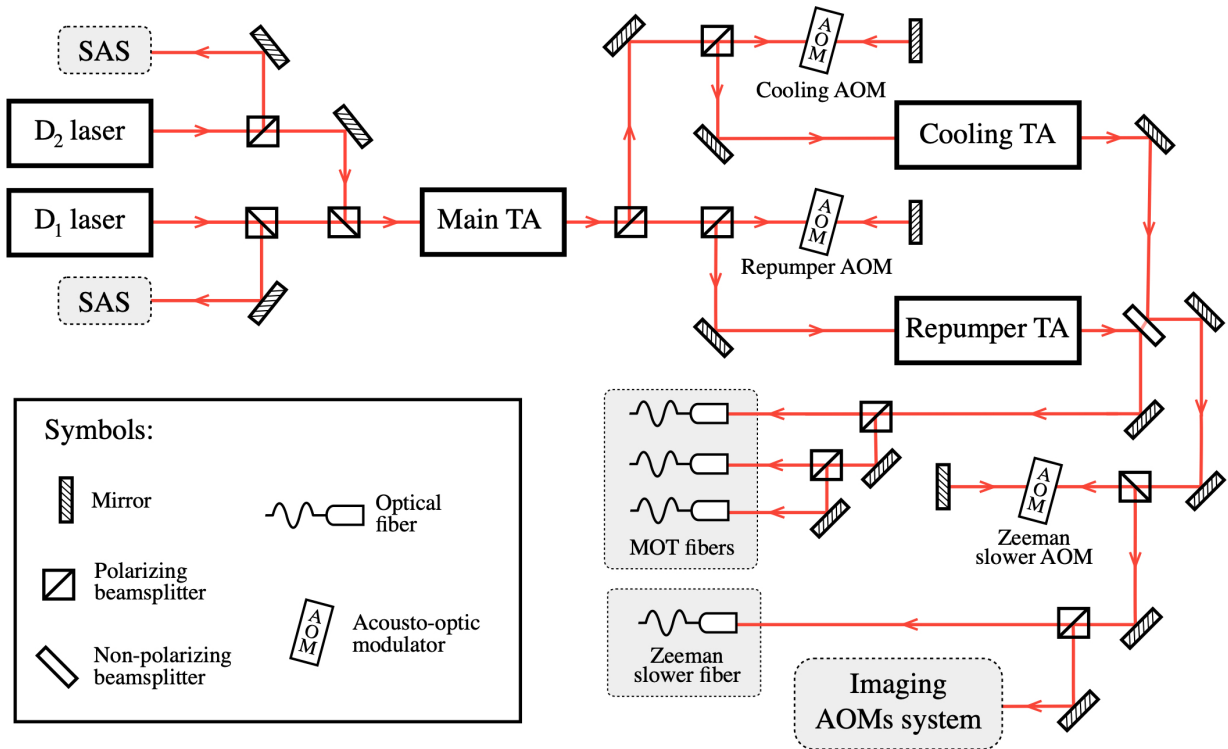 SAS
D₂ laser
D₁ laser
SAS
Main TA
AOM
Cooling AOM
Cooling TA
AOM
Repumper AOM
Repumper TA
MOT fibers
AOM
Zeeman
slower AOM
Zeeman
slower fiber
Imaging
AOMs system
Symbols:
Mirror
Optical
fiber
Polarizing
beamsplitter
AOM
Acousto-optic
modulator
Non-polarizing
beamsplitter